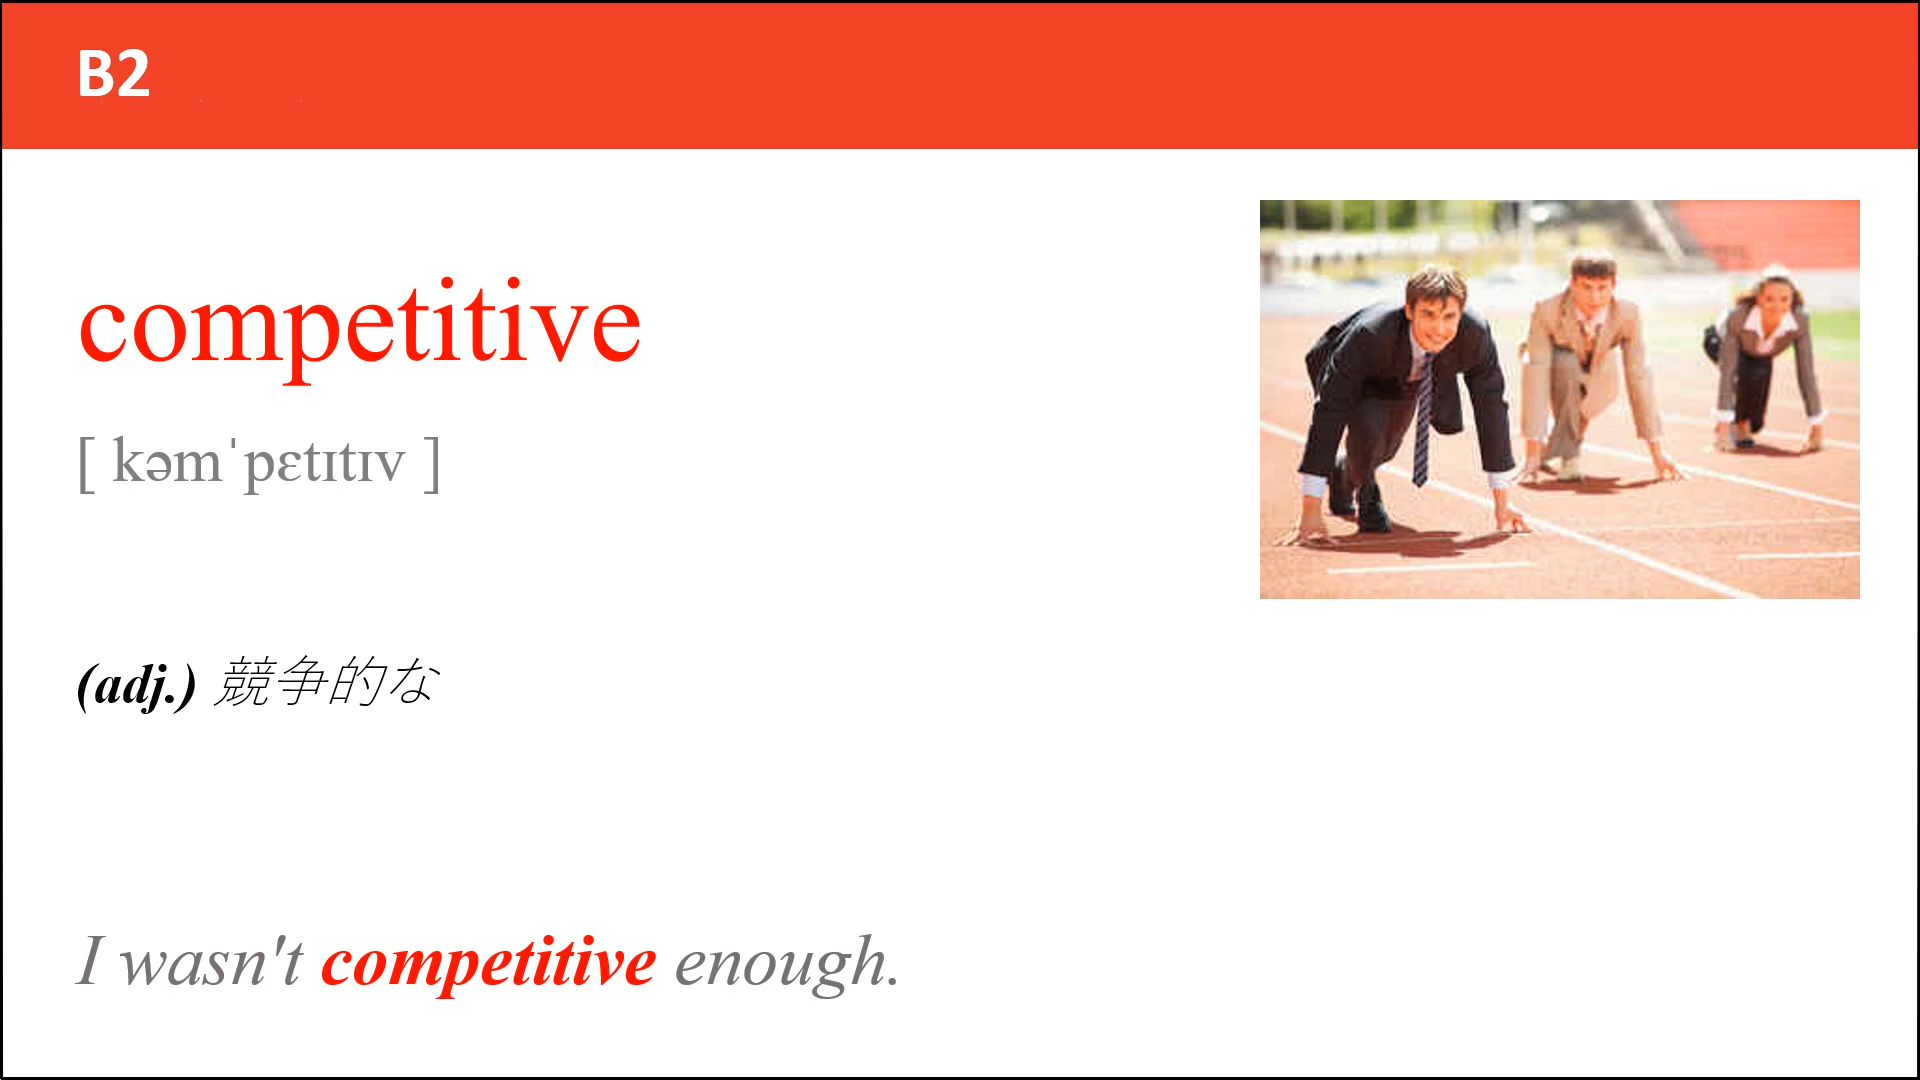 B2
competitive
[ kəmˈpɛtɪtɪv ]
(adj.) 競争的な
I wasn't competitive enough.